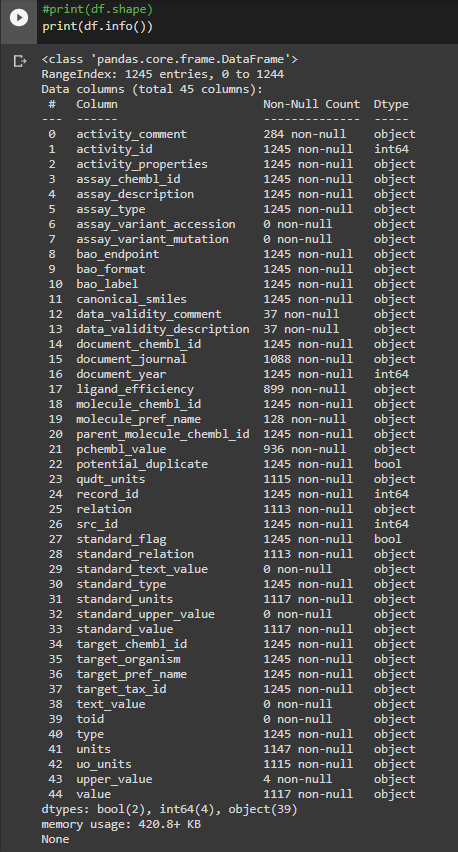 #print(df.shape)
print(df.info())
<class 'pandas.core.frame.DataFrame'>
RangeIndex: 1245 entries, 0 to 1244
Data columns (total 45 columns):
 #   Column                     Non-Null Count  Dtype
---  ------                     --------------  -----
 0   activity_comment           284 non-null    object
 1   activity_id                1245 non-null   int64
 2   activity_properties        1245 non-null   object
 3   assay_chembl_id            1245 non-null   object
 4   assay_description          1245 non-null   object
 5   assay_type                 1245 non-null   object
 6   assay_variant_accession    0 non-null      object
 7   assay_variant_mutation     0 non-null      object
 8   bao_endpoint               1245 non-null   object
 9   bao_format                 1245 non-null   object
 10  bao_label                  1245 non-null   object
 11  canonical_smiles           1245 non-null   object
 12  data_validity_comment      37 non-null     object
 13  data_validity_description  37 non-null     object
 14  document_chembl_id         1245 non-null   object
 15  document_journal           1088 non-null   object
 16  document_year              1245 non-null   int64
 17  ligand_efficiency          899 non-null    object
 18  molecule_chembl_id         1245 non-null   object
 19  molecule_pref_name         128 non-null    object
 20  parent_molecule_chembl_id  1245 non-null   object
 21  pchembl_value              936 non-null    object
 22  potential_duplicate        1245 non-null   bool
 23  qudt_units                 1115 non-null   object
 24  record_id                  1245 non-null   int64
 25  relation                   1113 non-null   object
 26  src_id                     1245 non-null   int64
 27  standard_flag              1245 non-null   bool
 28  standard_relation          1113 non-null   object
 29  standard_text_value        0 non-null      object
 30  standard_type              1245 non-null   object
 31  standard_units             1117 non-null   object
 32  standard_upper_value       0 non-null      object
 33  standard_value             1117 non-null   object
 34  target_chembl_id           1245 non-null   object
 35  target_organism            1245 non-null   object
 36  target_pref_name           1245 non-null   object
 37  target_tax_id              1245 non-null   object
 38  text_value                 0 non-null      object
 39  toid                       0 non-null      object
 40  type                       1245 non-null   object
 41  units                      1147 non-null   object
 42  uo_units                   1115 non-null   object
 43  upper_value                4 non-null      object
 44  value                      1117 non-null   object
dtypes: bool(2), int64(4), object(39)
memory usage: 420.8+ KB
None